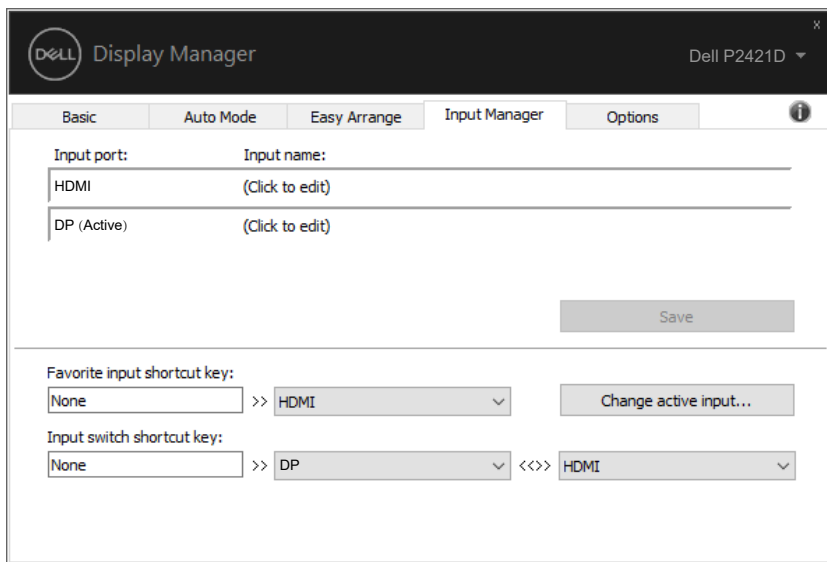 x
DELL Display Manager Dell P2421D
Basic Auto Mode Easy Arrange Input Manager Options i
Input port: Input name:
HDMI (Click to edit)
DP (Active) (Click to edit)
Save
Favorite input shortcut key:
None >> HDMI Change active input...
Input switch shortcut key:
None >> DP <<>> HDMI